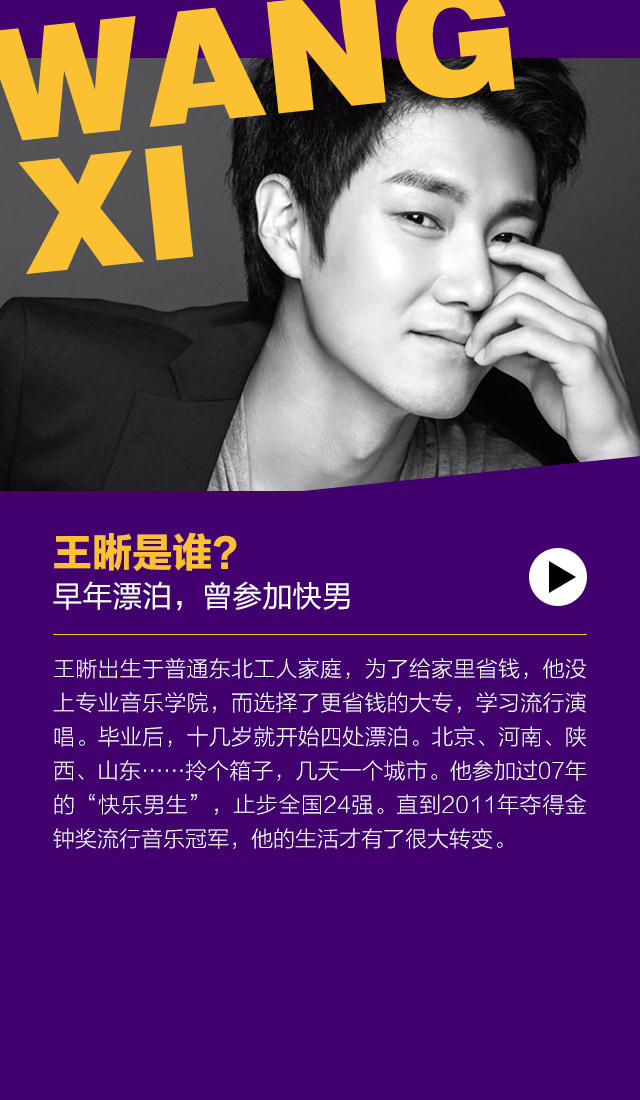 WANG
XI
王晰是谁?
早年漂泊，曾参加快男
王晰出生于普通东北工人家庭，为了给家里省钱，他没
上专业音乐学院，而选择了更省钱的大专，学习流行演
唱。毕业后，十几岁就开始四处漂泊。北京、河南、陕
西、山东……拎个箱子，几天一个城市。他参加过07年
的“快乐男生”，止步全国24强。直到2011年夺得金
钟奖流行音乐冠军，他的生活才有了很大转变。